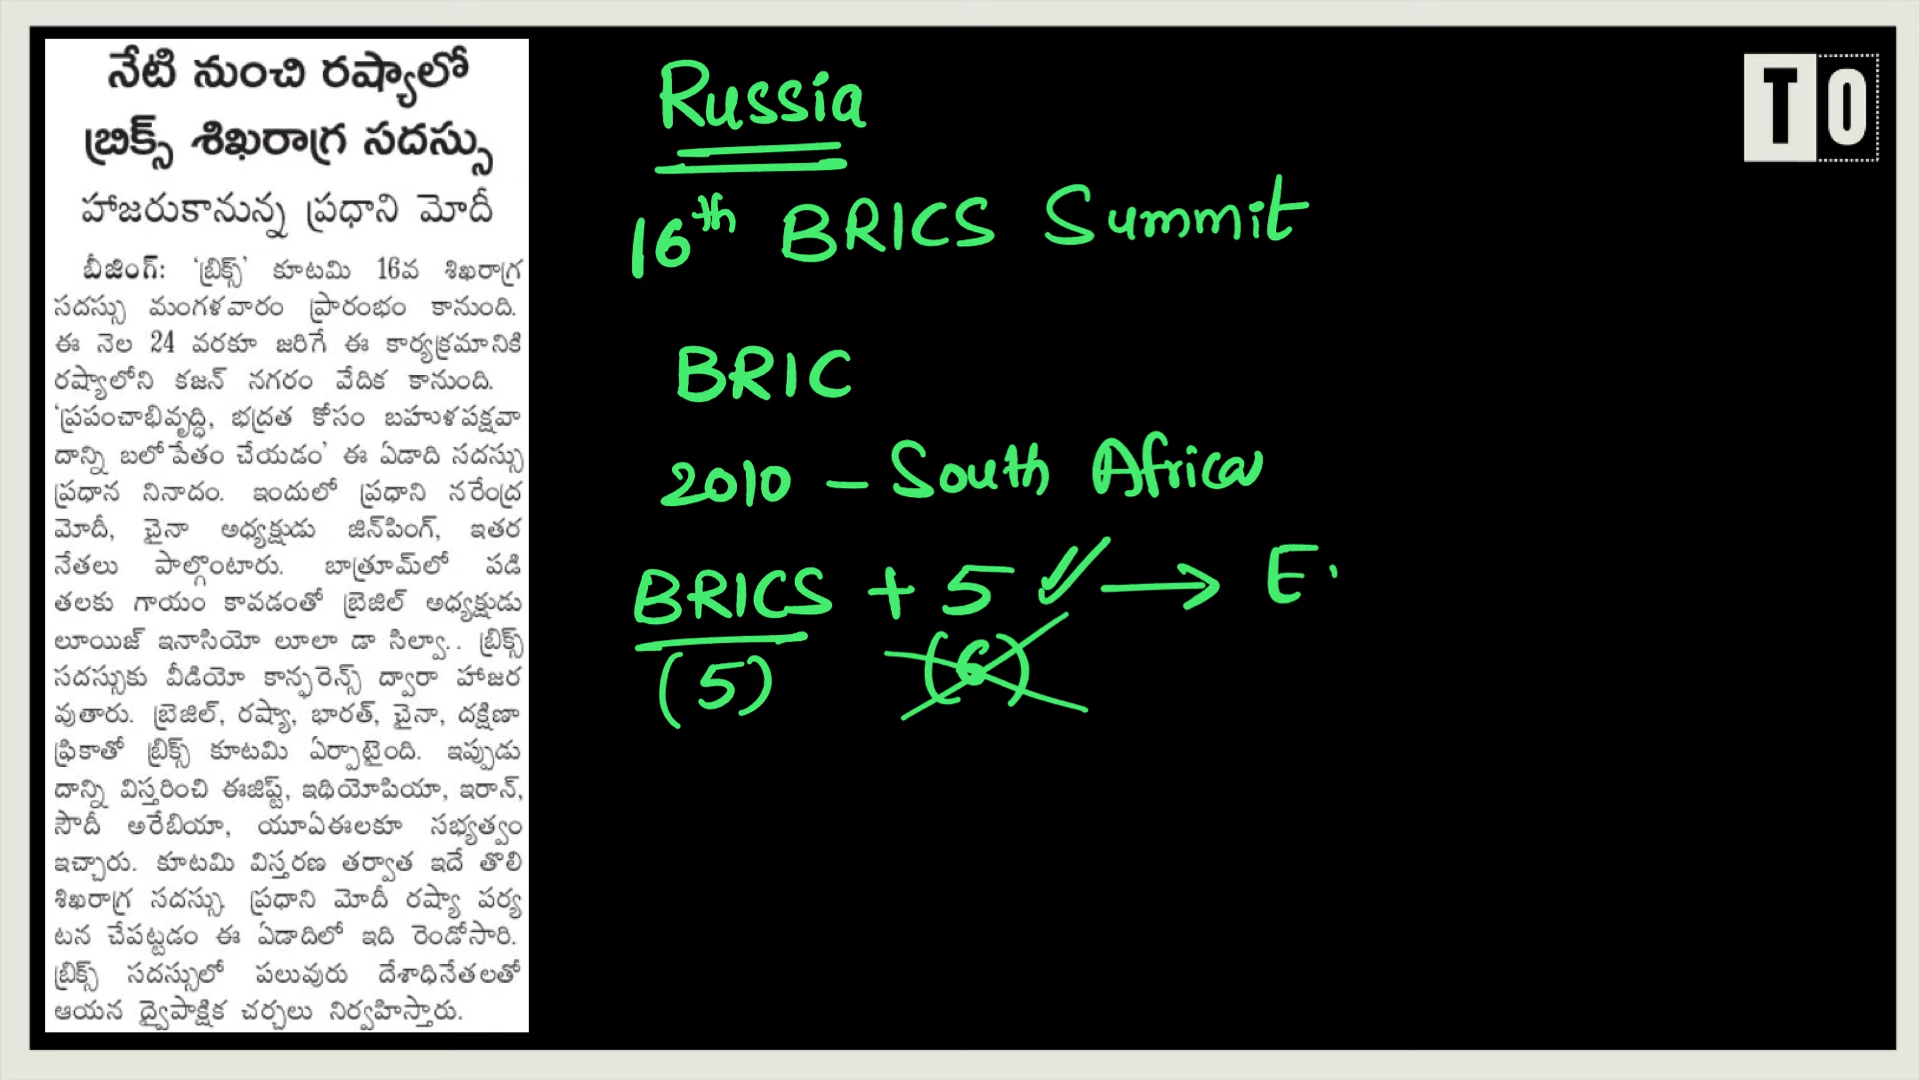 నేటి నుంచి రష్యాలో
బ్రిక్స్ శిఖరాగ్ర సదస్సు
హాజరుకానున్న ప్రధాని మోదీ
బీజింగ్: ‘బ్రిక్స్’ కూటమి 16వ శిఖరాగ్ర
సదస్సు మంగళవారం ప్రారంభం కానుంది.
ఈ నెల 24 వరకూ జరిగే ఈ కార్యక్రమానికి
రష్యాలోని కజన్ నగరం వేదిక కానుంది.
‘ప్రపంచాభివృద్ధి, భద్రత కోసం బహుళపక్షవా
దాన్ని బలోపేతం చేయడం’ ఈ ఏడాది సదస్సు
ప్రధాన నినాదం. ఇందులో ప్రధాని నరేంద్ర
మోదీ, చైనా అధ్యక్షుడు జిన్‌పింగ్, ఇతర
నేతలు పాల్గొంటారు. బాత్రూమ్‌లో పడి
తలకు గాయం కావడంతో బ్రెజిల్ అధ్యక్షుడు
లూయిజ్ ఇనాసియో లూలా డా సిల్వా.. బ్రిక్స్
సదస్సుకు వీడియో కాన్ఫరెన్స్ ద్వారా హాజర
వుతారు. బ్రెజిల్, రష్యా, భారత్, చైనా, దక్షిణా
ఫ్రికాతో బ్రిక్స్ కూటమి ఏర్పాటైంది. ఇప్పుడు
దాన్ని విస్తరించి ఈజిప్ట్, ఇథియోపియా, ఇరాన్,
సౌదీ అరేబియా, యూఏఈలకూ సభ్యత్వం
ఇచ్చారు. కూటమి విస్తరణ తర్వాత ఇదే తొలి
శిఖరాగ్ర సదస్సు. ప్రధాని మోదీ రష్యా పర్య
టన చేపట్టడం ఈ ఏడాదిలో ఇది రెండోసారి.
బ్రిక్స్ సదస్సులో పలువురు దేశాధినేతలతో
ఆయన ద్వైపాక్షిక చర్చలు నిర్వహిస్తారు.
Russia
16th BRICS Summit
BRIC
2010 – South Africa
BRICS + 5 ✓ → E
(5) (6)
TO